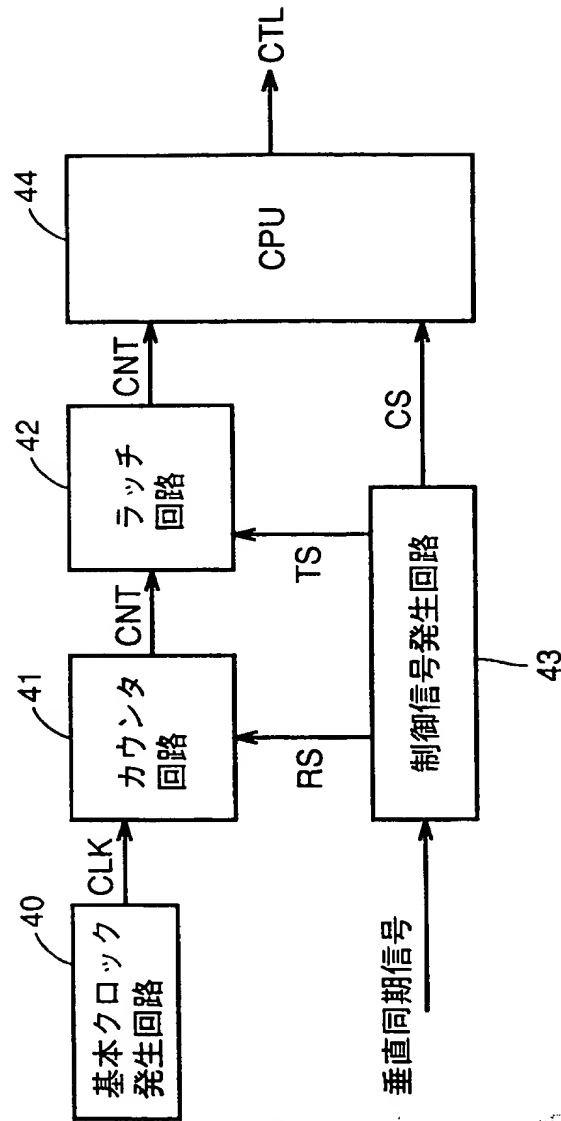 40
基本クロック
発生回路
CLK
41
カウンタ
回路
CNT
42
ラッチ
回路
CNT
44
CPU
CTL
RS
TS
CS
垂直同期信号
制御信号発生回路
43